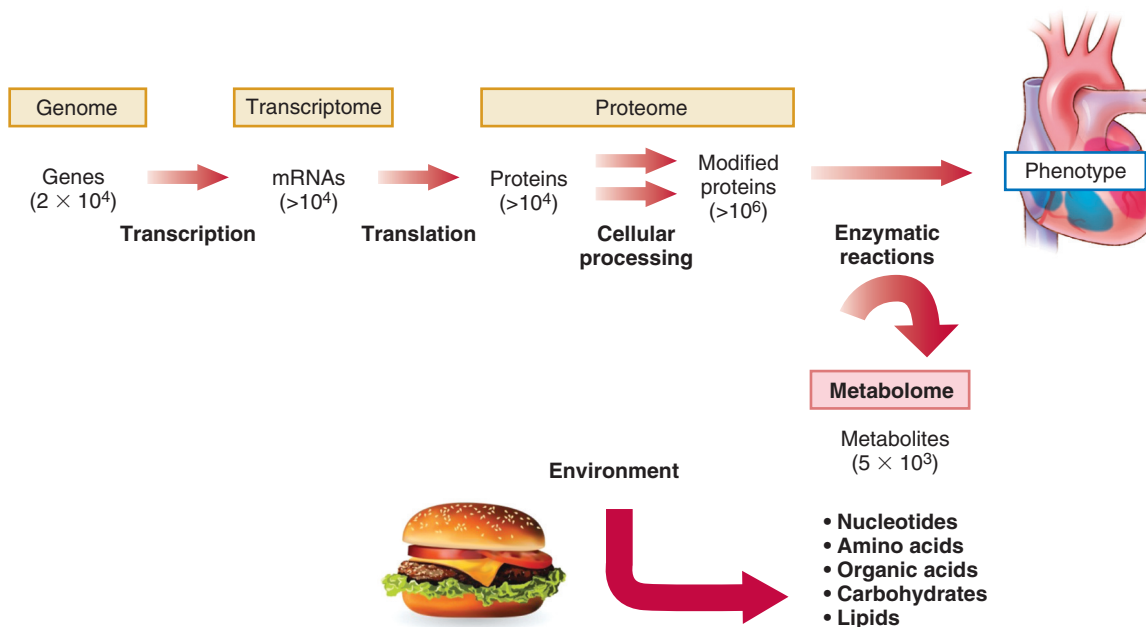 Genome
Transcriptome
Proteome
Genes
(2 × 10⁴)
mRNAs
(>10⁴)
Proteins
(>10⁴)
Modified
proteins
(>10⁶)
Phenotype
Transcription
Translation
Cellular
processing
Enzymatic
reactions
Metabolome
Metabolites
(5 × 10³)
Environment
• Nucleotides
• Amino acids
• Organic acids
• Carbohydrates
• Lipids